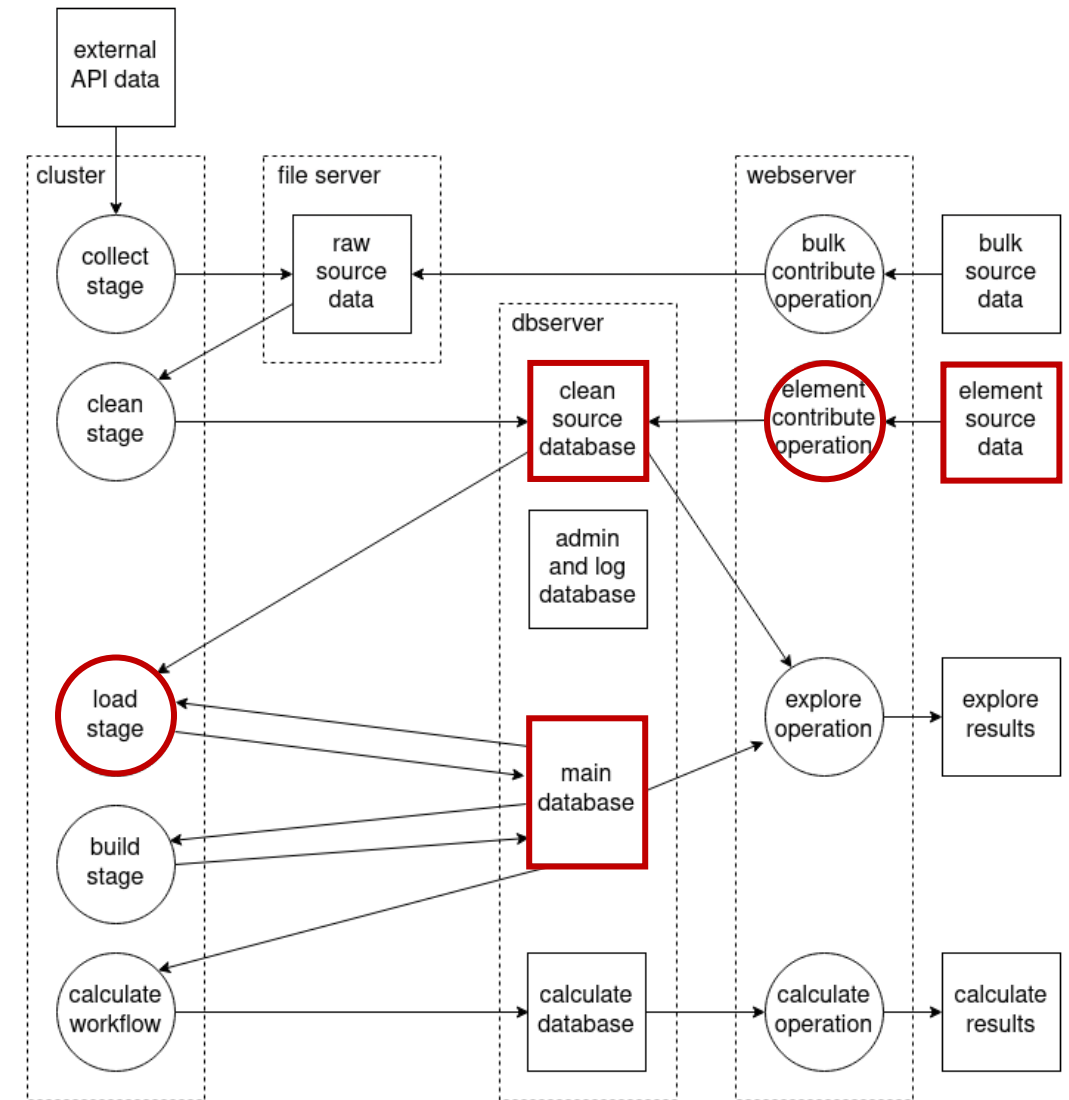 external
API data
cluster
file server
webserver
collect
stage
raw
source
data
bulk
contribute
operation
bulk
source
data
dbserver
clean
stage
clean
source
database
element
contribute
operation
element
source
data
admin
and log
database
load
stage
explore
operation
explore
results
main
database
build
stage
calculate
workflow
calculate
database
calculate
operation
calculate
results